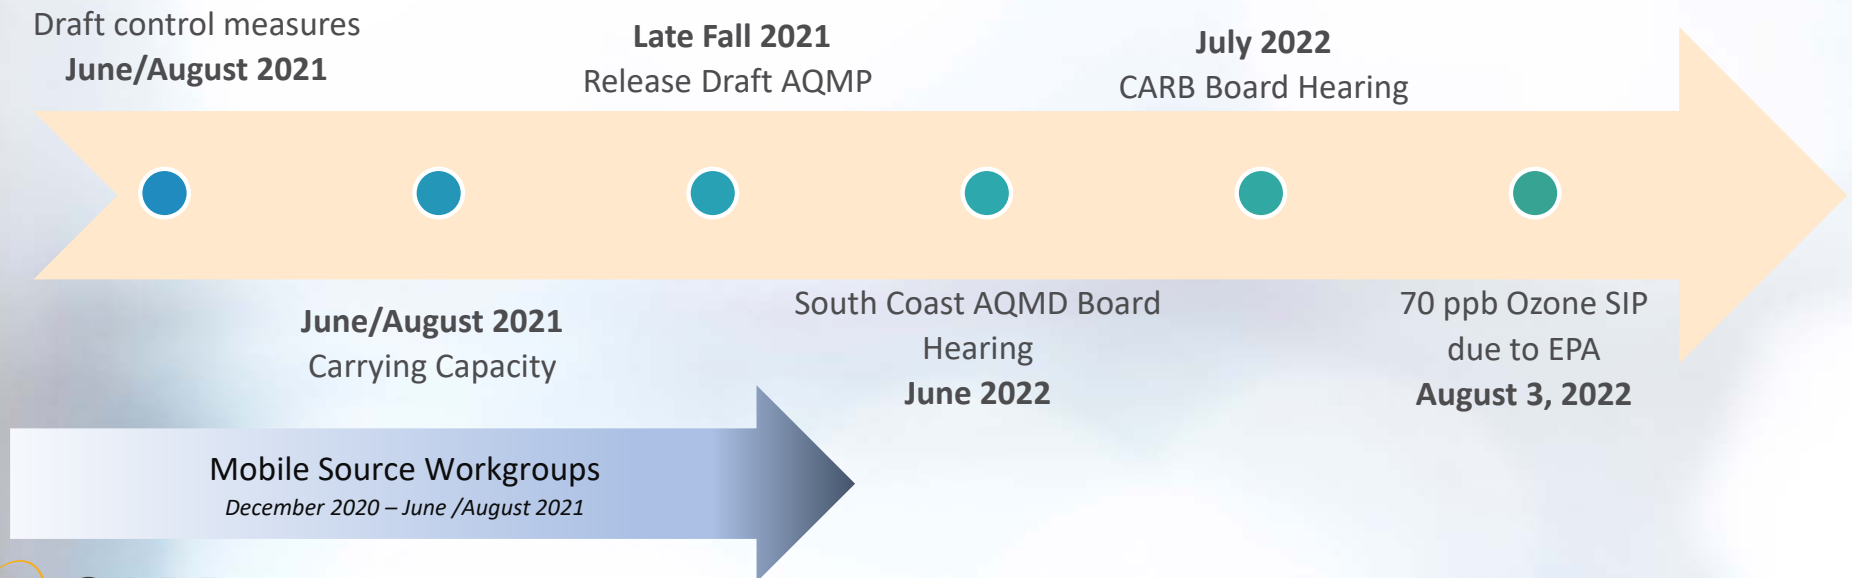 Draft control measures
June/August 2021
Late Fall 2021
Release Draft AQMP
July 2022
CARB Board Hearing
June/August 2021
Carrying Capacity
South Coast AQMD Board
Hearing
June 2022
70 ppb Ozone SIP
due to EPA
August 3, 2022
Mobile Source Workgroups
December 2020 – June /August 2021